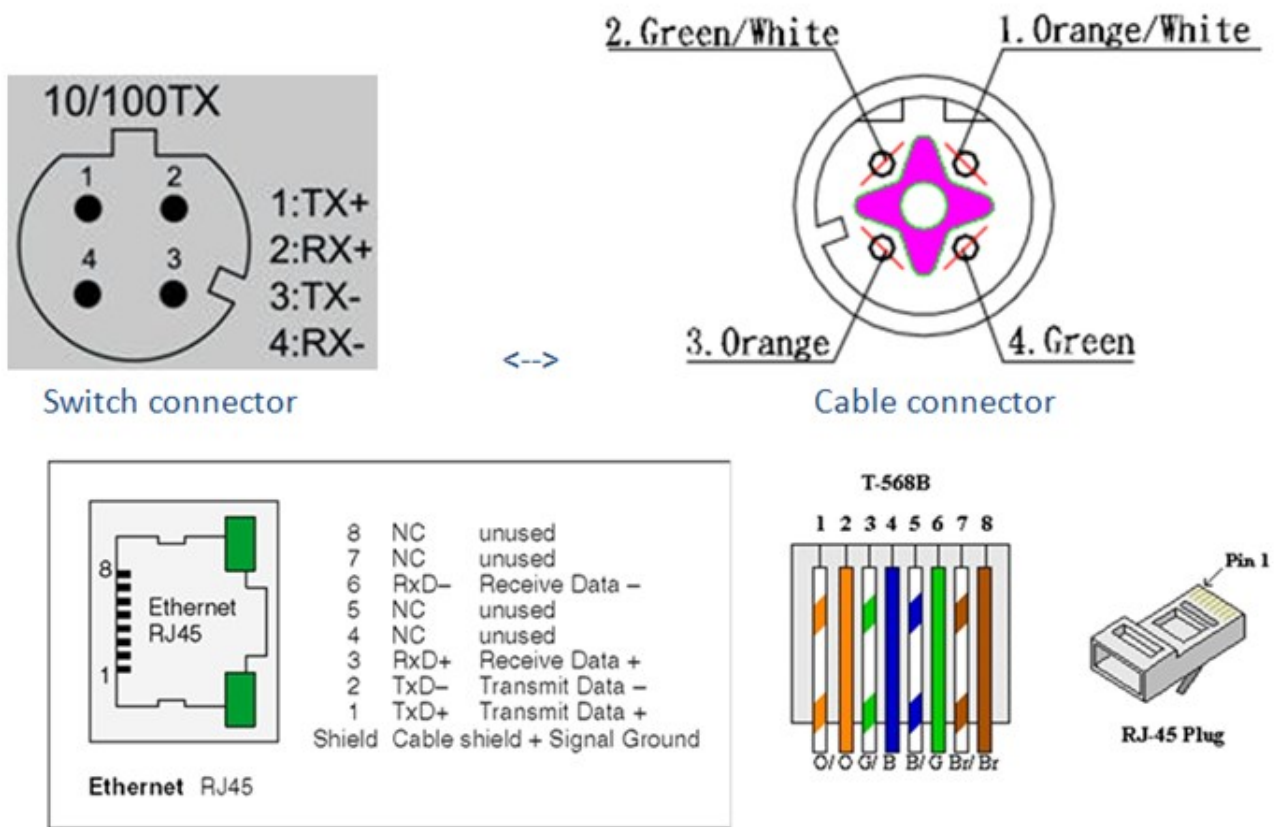 10/100TX
1 2
4 3
1:TX+
2:RX+
3:TX-
4:RX-
Switch connector
<-->
2.Green/White 1.Orange/White
3.Orange 4.Green
Cable connector
8
1
Ethernet
RJ45
8 NC unused
7 NC unused
6 RxD– Receive Data –
5 NC unused
4 NC unused
3 RxD+ Receive Data +
2 TxD– Transmit Data –
1 TxD+ Transmit Data +
Shield Cable shield + Signal Ground
Ethernet RJ45
T-568B
1 2 3 4 5 6 7 8
O/ O G/ B B/ G Br/ Br
Pin 1
RJ-45 Plug